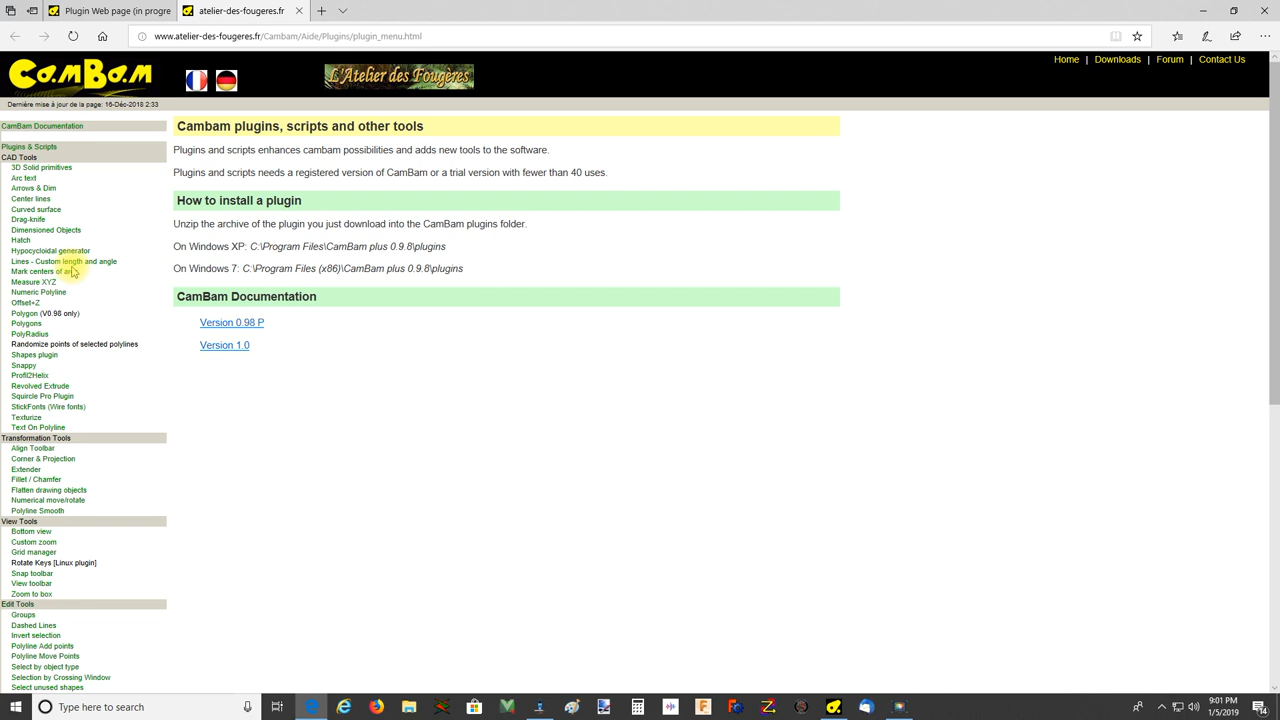 Plugin Web page (in progre
atelier-des-fougeres.fr/
www.atelier-des-fougeres.fr/Cambam/Aide/Plugins/plugin_menu.html
CamBam
L'Atelier des Fougeres
Home | Downloads | Forum | Contact Us
Dernière mise à jour de la page: 16-Déc-2018 2:33
CamBam Documentation
Plugins & Scripts
CAD Tools
3D Solid primitives
Arc text
Arrows & Dim
Center lines
Curved surface
Drag-knife
Dimensioned Objects
Hatch
Hypocycloidal generator
Lines - Custom length and angle
Mark centers of
Measure XYZ
Numeric Polyline
Offset+Z
Polygon (V0.98 only)
Polygons
PolyRadius
Randomize points of selected polylines
Shapes plugin
Snappy
Profil2Helix
Revolved Extrude
Squircle Pro Plugin
StickFonts (Wire fonts)
Texturize
Text On Polyline
Transformation Tools
Align Toolbar
Corner & Projection
Extender
Fillet / Chamfer
Flatten drawing objects
Numerical move/rotate
Polyline Smooth
View Tools
Bottom view
Custom zoom
Grid manager
Rotate Keys [Linux plugin]
Snap toolbar
View toolbar
Zoom to box
Edit Tools
Groups
Dashed Lines
Invert selection
Polyline Add points
Polyline Move Points
Select by object type
Selection by Crossing Window
Select unused shapes
Cambam plugins, scripts and other tools
Plugins and scripts enhances cambam possibilities and adds new tools to the software.
Plugins and scripts needs a registered version of CamBam or a trial version with fewer than 40 uses.
How to install a plugin
Unzip the archive of the plugin you just download into the CamBam plugins folder.
On Windows XP: C:\Program Files\CamBam plus 0.9.8\plugins
On Windows 7: C:\Program Files (x86)\CamBam plus 0.9.8\plugins
CamBam Documentation
Version 0.98 P
Version 1.0
Type here to search
9:01 PM
1/5/2019